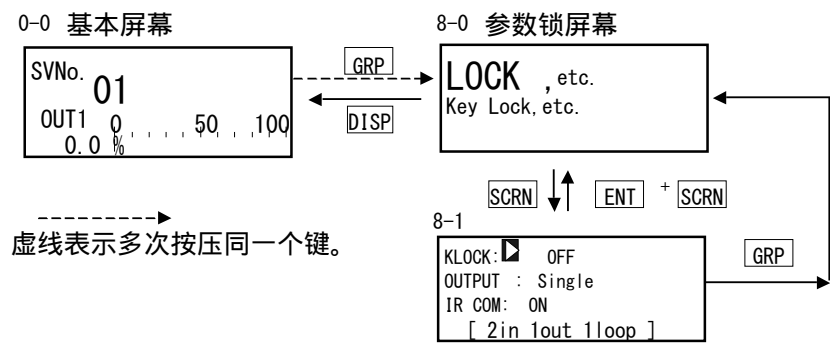 0-0 基本屏幕
8-0 参数锁屏幕
SVNo. 01
OUT1 0 50 100
0.0 %
GRP
DISP
LOCK ,etc.
Key Lock,etc.
SCRN
ENT + SCRN
虚线表示多次按压同一个键。
8-1
KLOCK: OFF
OUTPUT : Single
IR COM: ON
[ 2in 1out 1loop ]
GRP